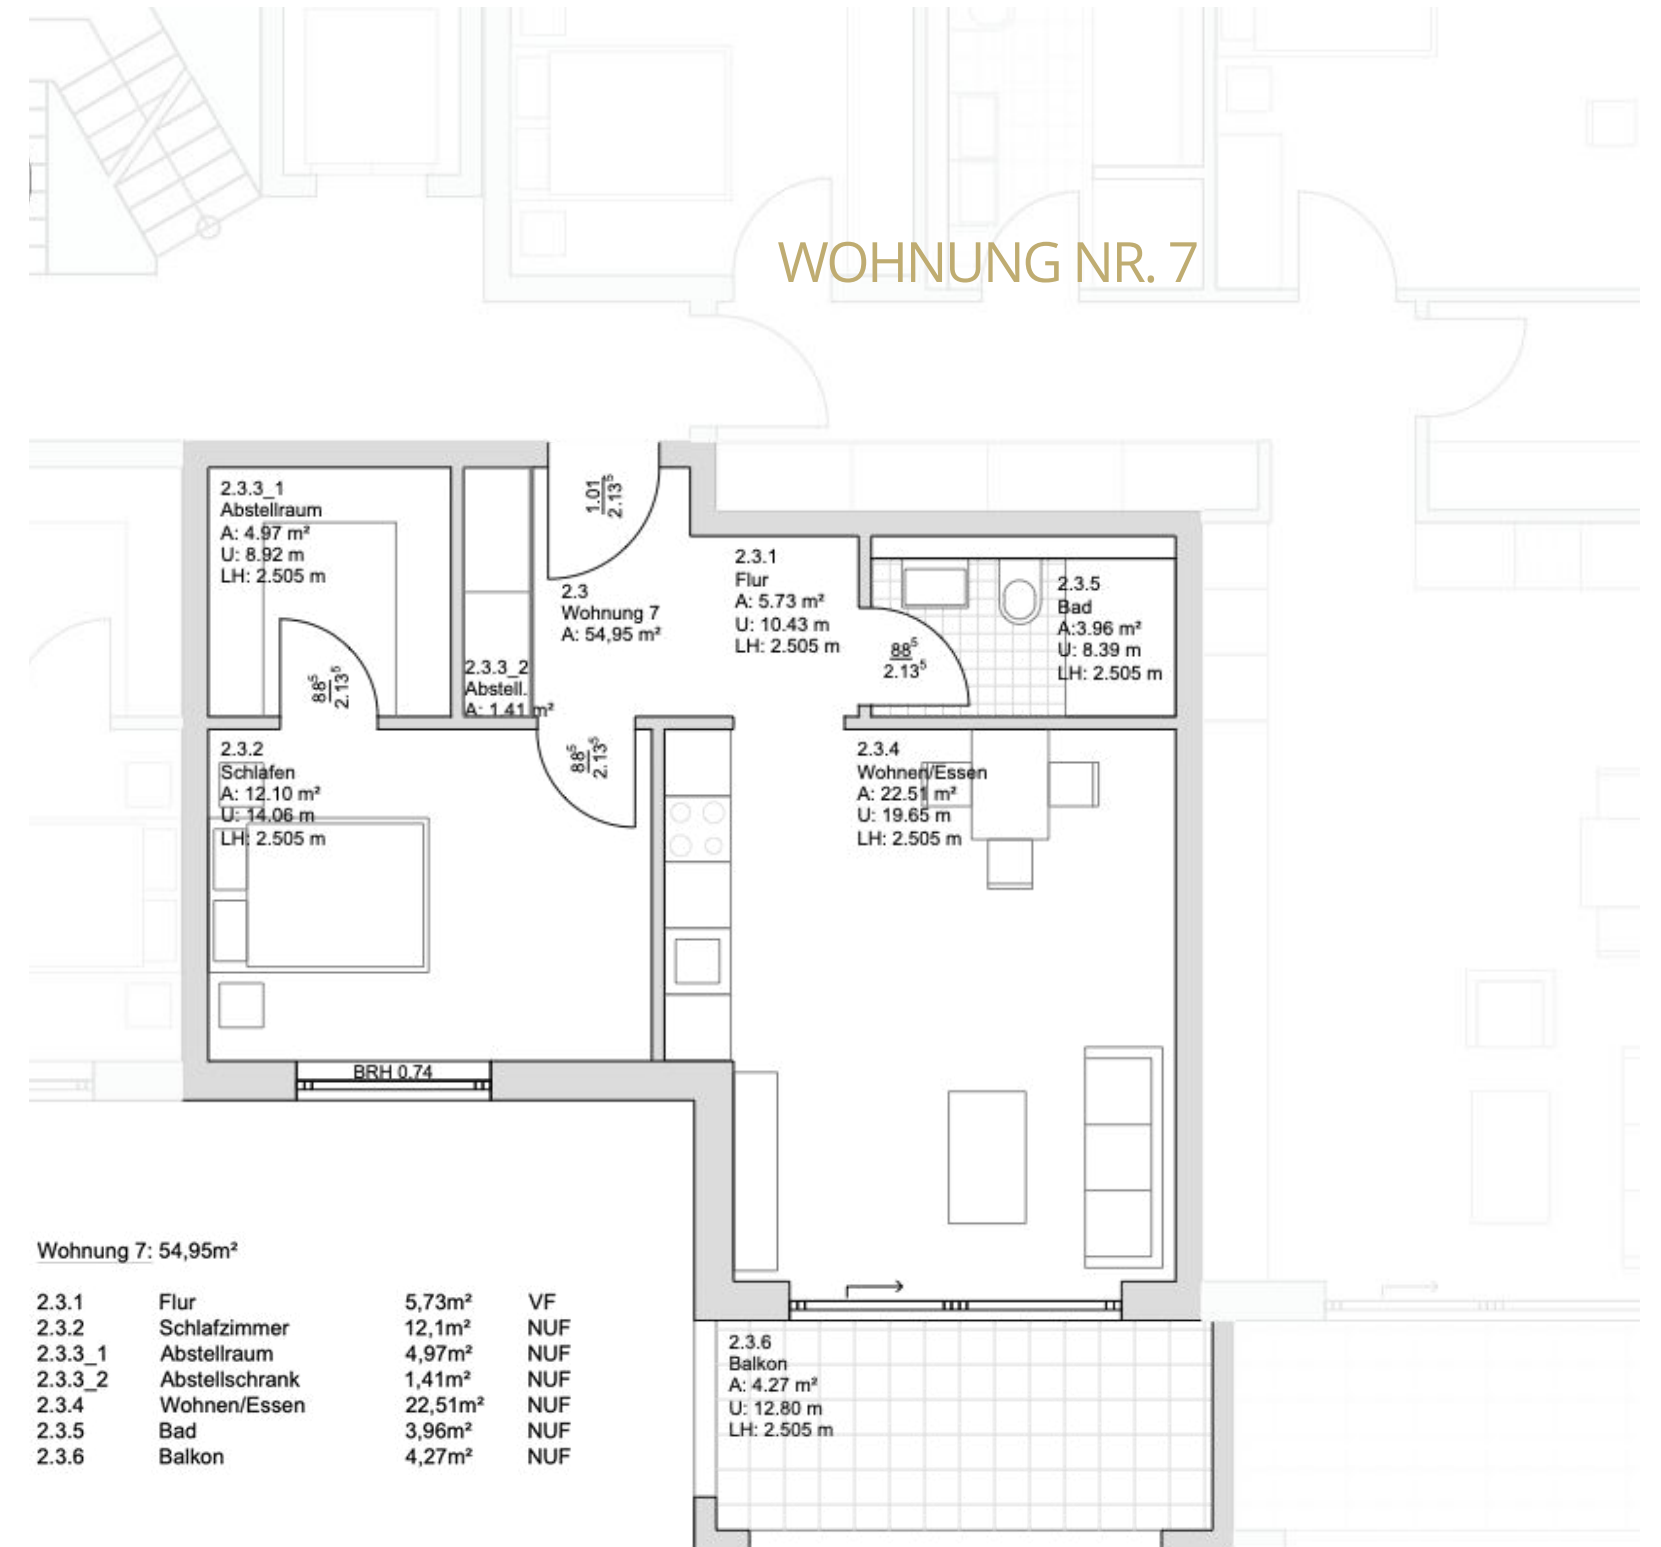 WOHNUNG NR. 7
2.3.3_1
Abstellraum
A: 4.97 m²
U: 8.92 m
LH: 2.505 m
88⁵
2.13⁵
1.01
2.13⁵
2.3
Wohnung 7
A: 54,95 m²
2.3.3_2
Abstell.
A: 1.41 m²
2.3.1
Flur
A: 5.73 m²
U: 10.43 m
LH: 2.505 m
88⁵
2.13⁵
2.3.5
Bad
A:3.96 m²
U: 8.39 m
LH: 2.505 m
2.3.2
Schlafen
A: 12.10 m²
U: 14.06 m
LH: 2.505 m
88⁵
2.13⁵
2.3.4
Wohnen/Essen
A: 22.51 m²
U: 19.65 m
LH: 2.505 m
BRH 0.74
2.3.6
Balkon
A: 4.27 m²
U: 12.80 m
LH: 2.505 m
Wohnung 7: 54,95m²
2.3.1 Flur 5,73m² VF
2.3.2 Schlafzimmer 12,1m² NUF
2.3.3_1 Abstellraum 4,97m² NUF
2.3.3_2 Abstellschrank 1,41m² NUF
2.3.4 Wohnen/Essen 22,51m² NUF
2.3.5 Bad 3,96m² NUF
2.3.6 Balkon 4,27m² NUF